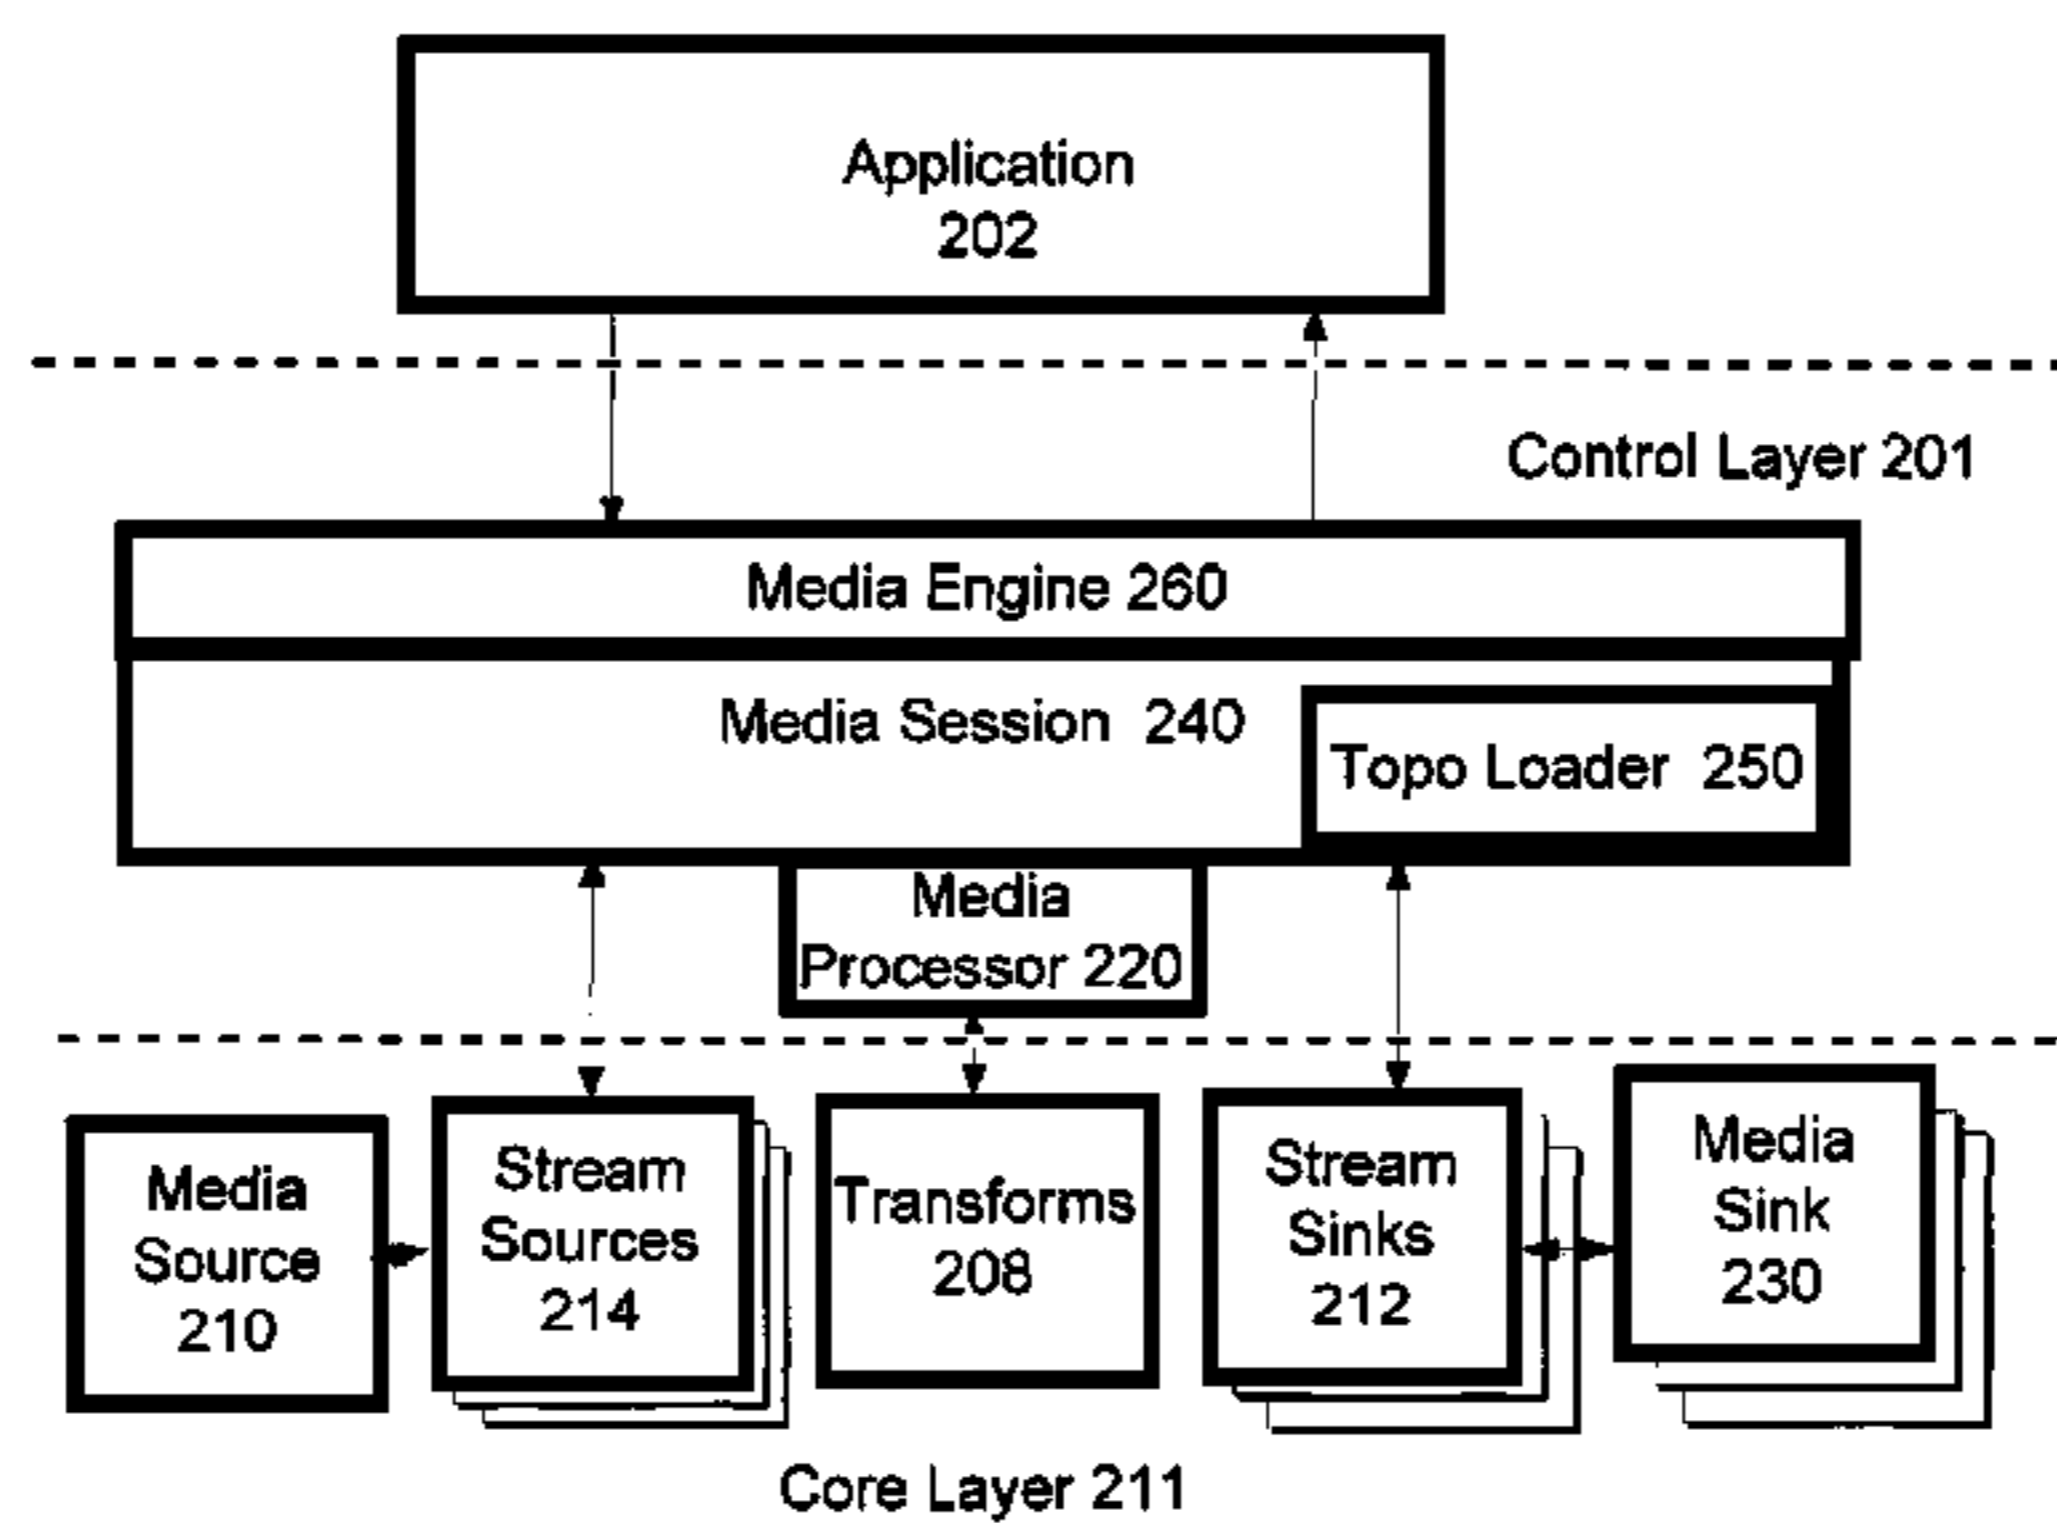 Application
202
Control Layer 201
Media Engine 260
Media Session 240
Topo Loader 250
Media
Processor 220
Media
Source
210
Stream
Sources
214
Transforms
208
Stream
Sinks
212
Media
Sink
230
Core Layer 211